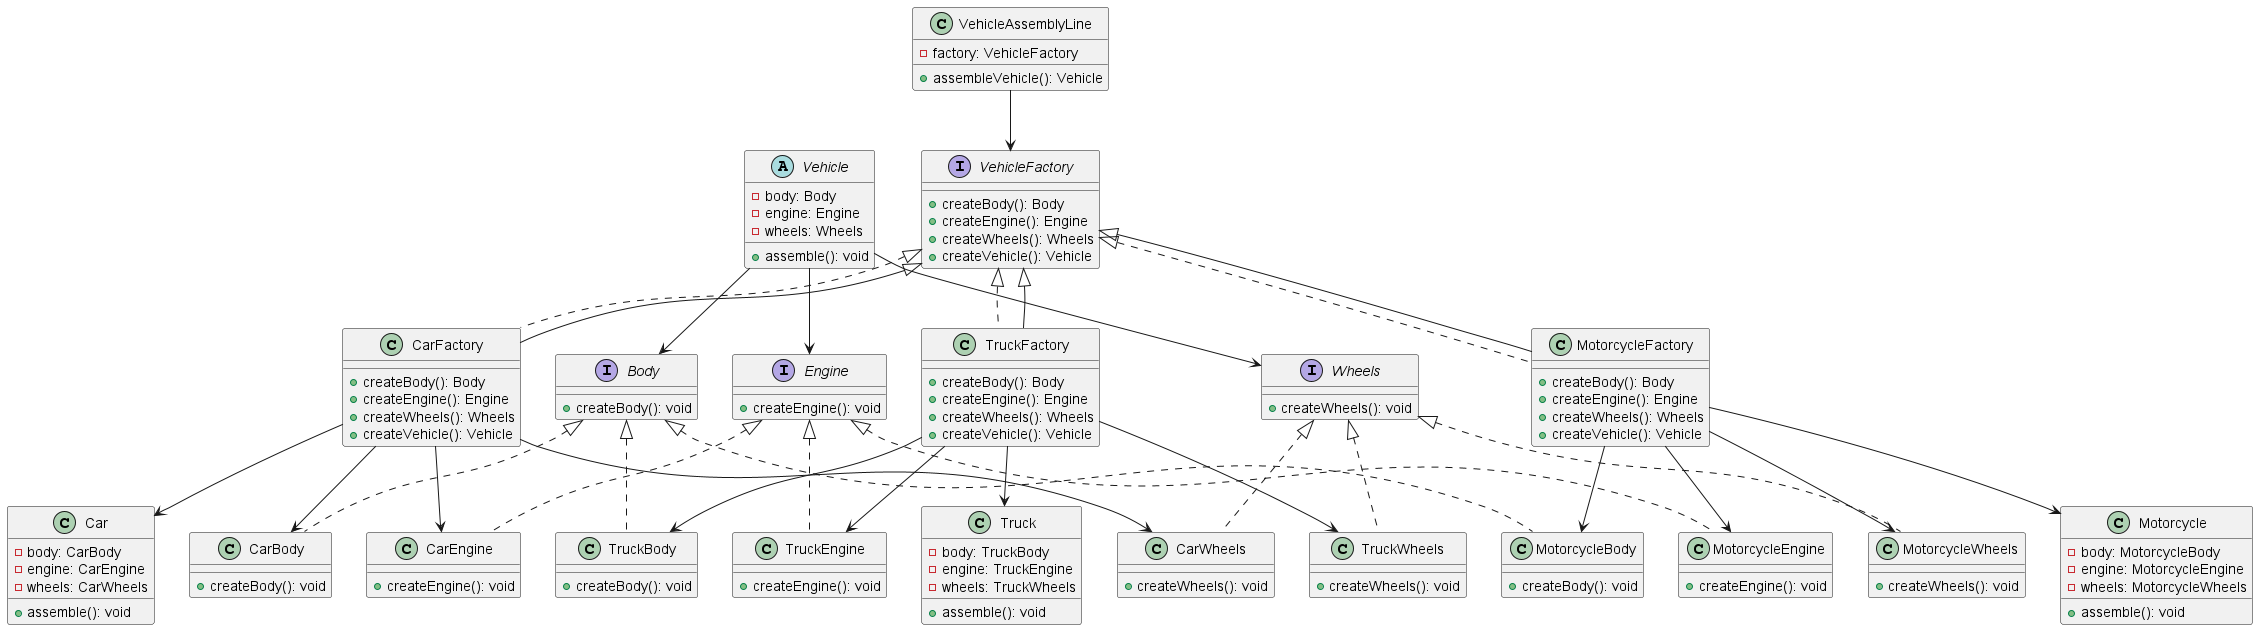 C VehicleAssemblyLine
factory: VehicleFactory
assembleVehicle(): Vehicle
A Vehicle
body: Body
engine: Engine
wheels: Wheels
assemble(): void
I VehicleFactory
createBody(): Body
createEngine(): Engine
createWheels(): Wheels
createVehicle(): Vehicle
C CarFactory
createBody(): Body
createEngine(): Engine
createWheels(): Wheels
createVehicle(): Vehicle
I Body
createBody(): void
I Engine
createEngine(): void
C TruckFactory
createBody(): Body
createEngine(): Engine
createWheels(): Wheels
createVehicle(): Vehicle
I Wheels
createWheels(): void
C MotorcycleFactory
createBody(): Body
createEngine(): Engine
createWheels(): Wheels
createVehicle(): Vehicle
C Car
body: CarBody
engine: CarEngine
wheels: CarWheels
assemble(): void
C CarBody
createBody(): void
C CarEngine
createEngine(): void
C TruckBody
createBody(): void
C TruckEngine
createEngine(): void
C Truck
body: TruckBody
engine: TruckEngine
wheels: TruckWheels
assemble(): void
C CarWheels
createWheels(): void
C TruckWheels
createWheels(): void
C MotorcycleBody
createBody(): void
C MotorcycleEngine
createEngine(): void
C MotorcycleWheels
createWheels(): void
C Motorcycle
body: MotorcycleBody
engine: MotorcycleEngine
wheels: MotorcycleWheels
assemble(): void